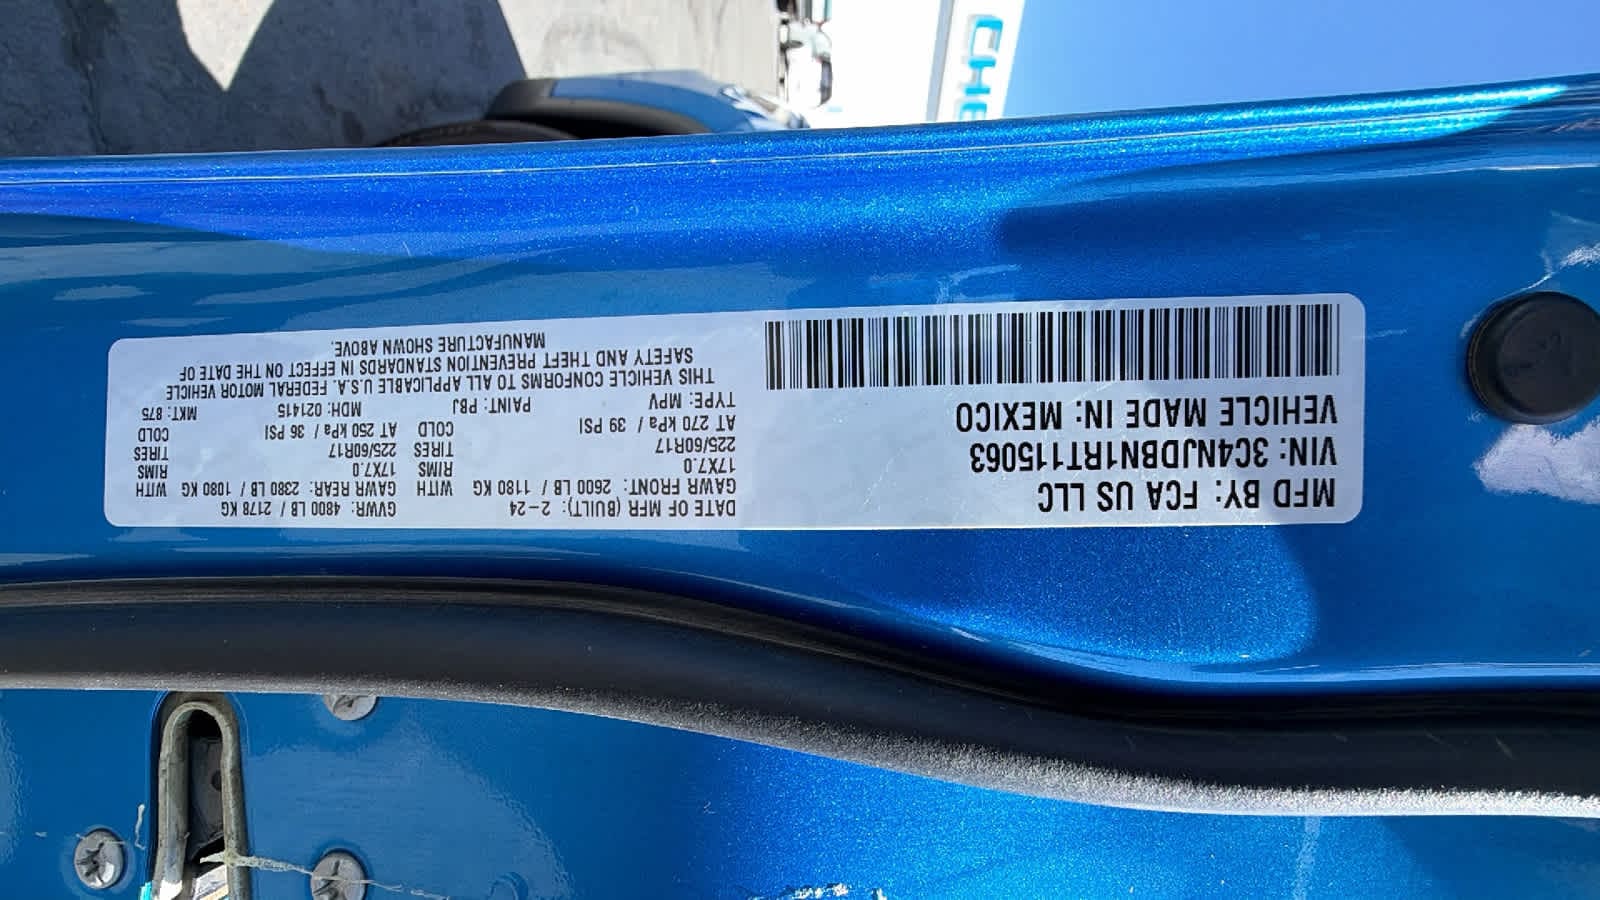 MFD BY: FCA US LLC
VIN: 3C4NJDBN1RT115063
VEHICLE MADE IN: MEXICO
DATE OF MFR (BUILT): 2-24 GVWR: 4800 LB / 2178 KG
GAWR FRONT: 2600 LB / 1180 KG WITH GAWR REAR: 2380 LB / 1080 KG WITH
17X7.0 RIMS 17X7.0 RIMS
225/60R17 TIRES 225/60R17 TIRES
AT 270 kPa / 39 PSI COLD AT 250 kPa / 36 PSI COLD
TYPE: MPV PAINT: PBJ MDH: 021415 MKT: 875
THIS VEHICLE CONFORMS TO ALL APPLICABLE U.S.A. FEDERAL MOTOR VEHICLE
SAFETY AND THEFT PREVENTION STANDARDS IN EFFECT ON THE DATE OF
MANUFACTURE SHOWN ABOVE.
CHE